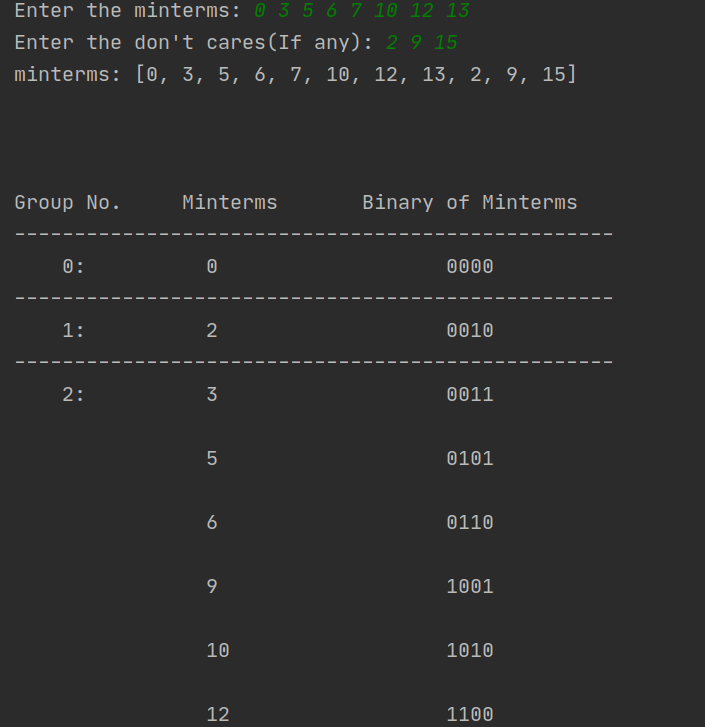 Enter the minterms: 0 3 5 6 7 10 12 13
Enter the don't cares(If any): 2 9 15
minterms: [0, 3, 5, 6, 7, 10, 12, 13, 2, 9, 15]
Group No. Minterms Binary of Minterms
--------------------------------------------------
0: 0 0000
--------------------------------------------------
1: 2 0010
--------------------------------------------------
2: 3 0011
5 0101
6 0110
9 1001
10 1010
12 1100